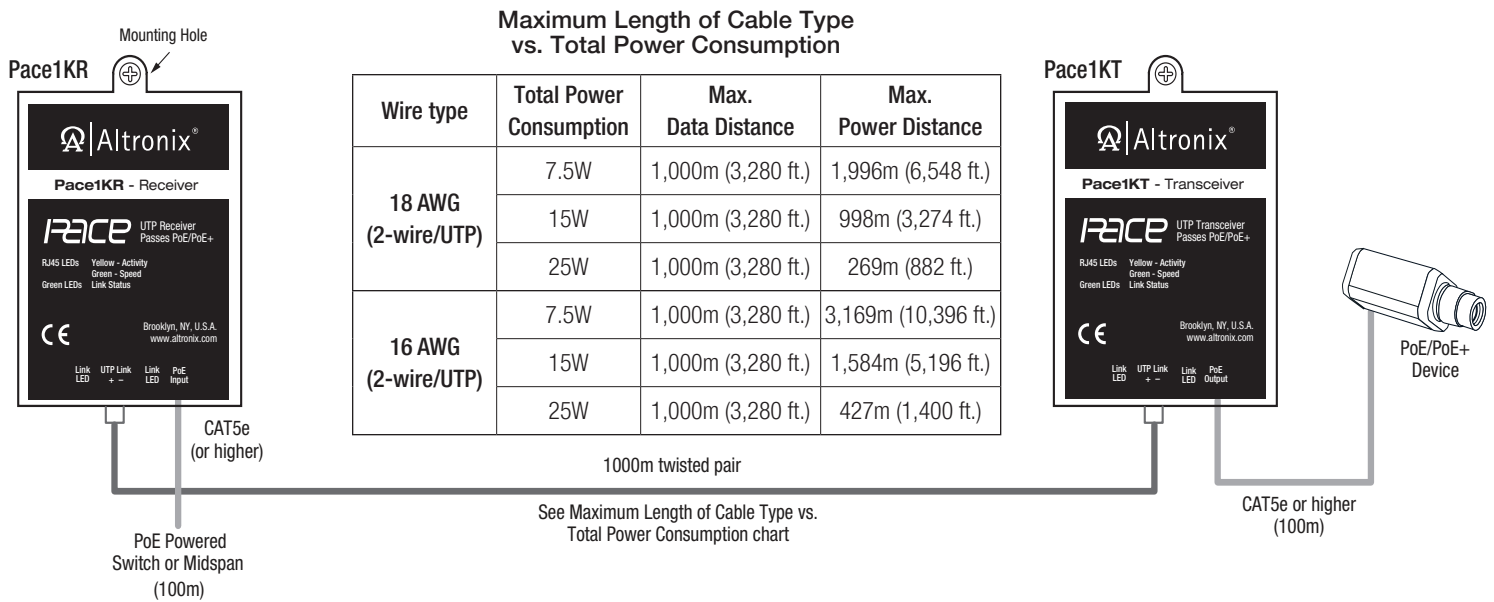 Maximum Length of Cable Type
vs. Total Power Consumption
Mounting Hole
Pace1KR
Altronix®
Pace1KR - Receiver
PACE
UTP Receiver
Passes PoE/PoE+
RJ45 LEDs Yellow - Activity
Green - Speed
Green LEDs Link Status
CE
Brooklyn, NY, U.S.A.
www.altronix.com
Link LED
UTP Link + –
Link LED
PoE Input
CAT5e
(or higher)
PoE Powered
Switch or Midspan
(100m)
Wire type Total Power Consumption Max. Data Distance Max. Power Distance
18 AWG
(2-wire/UTP)
7.5W 1,000m (3,280 ft.) 1,996m (6,548 ft.)
15W 1,000m (3,280 ft.) 998m (3,274 ft.)
25W 1,000m (3,280 ft.) 269m (882 ft.)
16 AWG
(2-wire/UTP)
7.5W 1,000m (3,280 ft.) 3,169m (10,396 ft.)
15W 1,000m (3,280 ft.) 1,584m (5,196 ft.)
25W 1,000m (3,280 ft.) 427m (1,400 ft.)
1000m twisted pair
See Maximum Length of Cable Type vs.
Total Power Consumption chart
Pace1KT
Altronix®
Pace1KT - Transceiver
PACE
UTP Transceiver
Passes PoE/PoE+
RJ45 LEDs Yellow - Activity
Green - Speed
Green LEDs Link Status
CE
Brooklyn, NY, U.S.A.
www.altronix.com
Link LED
UTP Link + –
Link LED
PoE Output
PoE/PoE+
Device
CAT5e or higher
(100m)